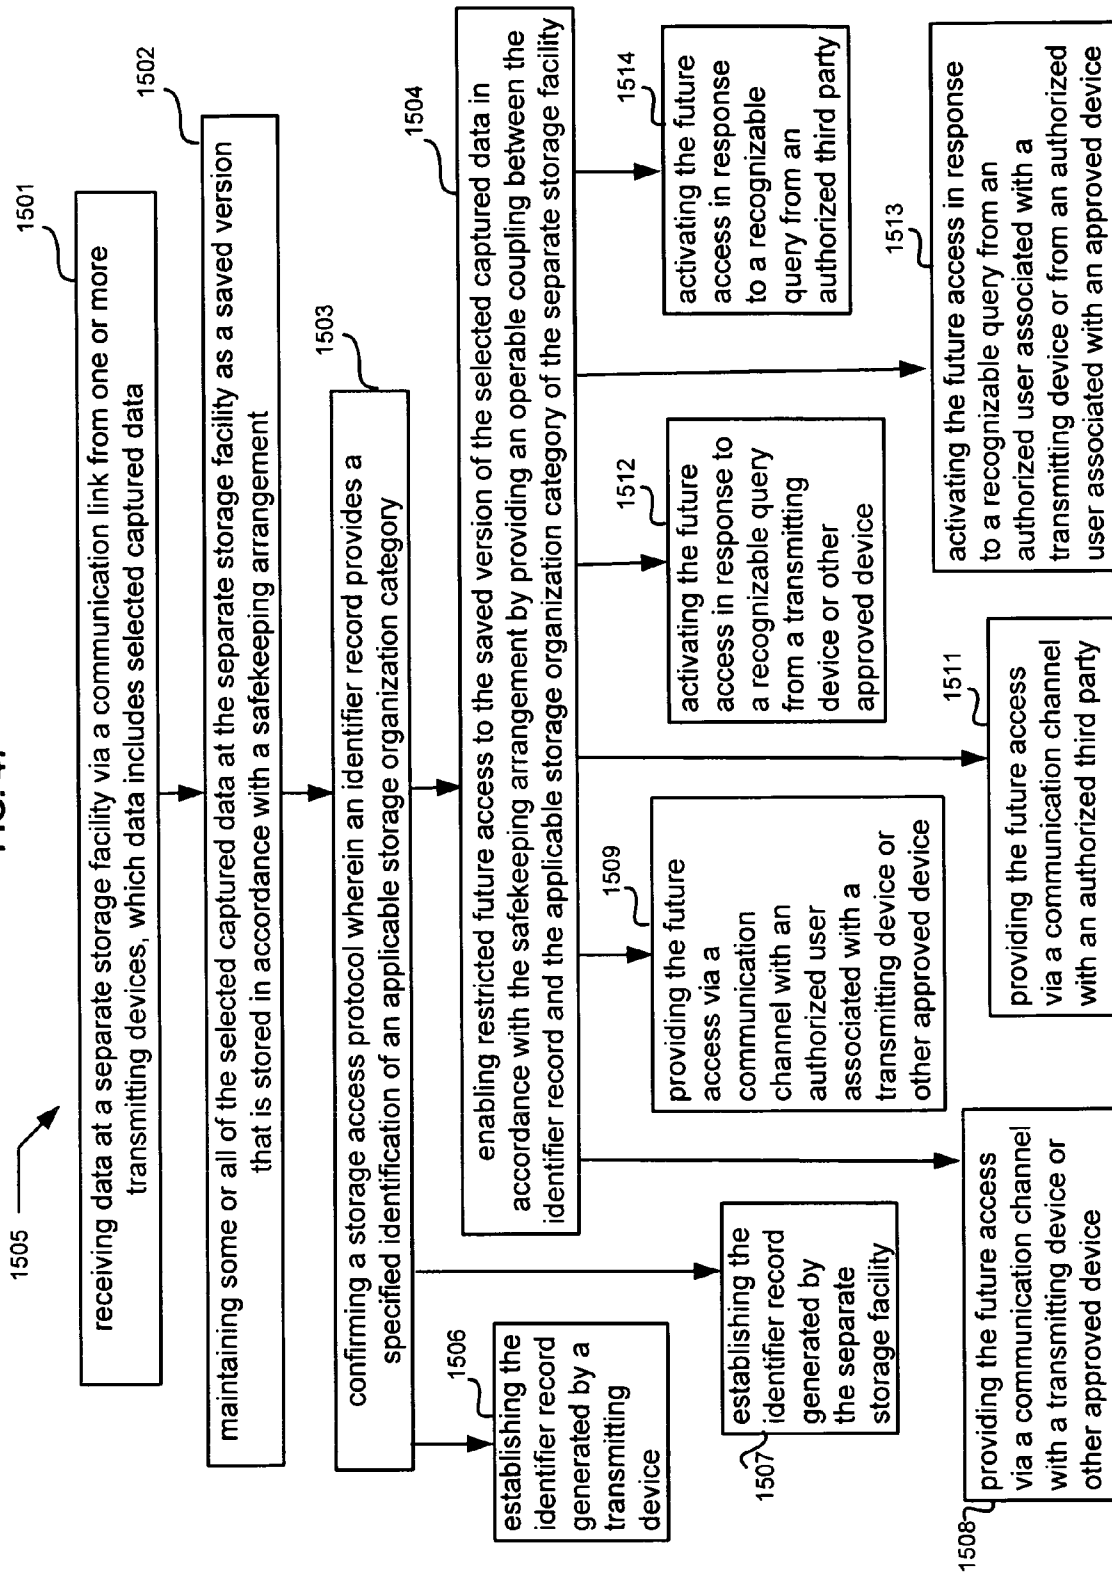 1505
1501
receiving data at a separate storage facility via a communication link from one or more
transmitting devices, which data includes selected captured data
1502
maintaining some or all of the selected captured data at the separate storage facility as a saved version
that is stored in accordance with a safekeeping arrangement
1503
confirming a storage access protocol wherein an identifier record provides a
specified identification of an applicable storage organization category
1504
enabling restricted future access to the saved version of the selected captured data in
accordance with the safekeeping arrangement by providing an operable coupling between the
identifier record and the applicable storage organization category of the separate storage facility
1506
establishing the
identifier record
generated by a
transmitting
device
1507
establishing the
identifier record
generated by
the separate
storage facility
1508
providing the future access
via a communication channel
with a transmitting device or
other approved device
1509
providing the future
access via a
communication
channel with an
authorized user
associated with a
transmitting device or
other approved device
1511
providing the future access
via a communication channel
with an authorized third party
1512
activating the future
access in response to
a recognizable query
from a transmitting
device or other
approved device
1513
activating the future access in response
to a recognizable query from an
authorized user associated with a
transmitting device or from an authorized
user associated with an approved device
1514
activating the future
access in response
to a recognizable
query from an
authorized third party